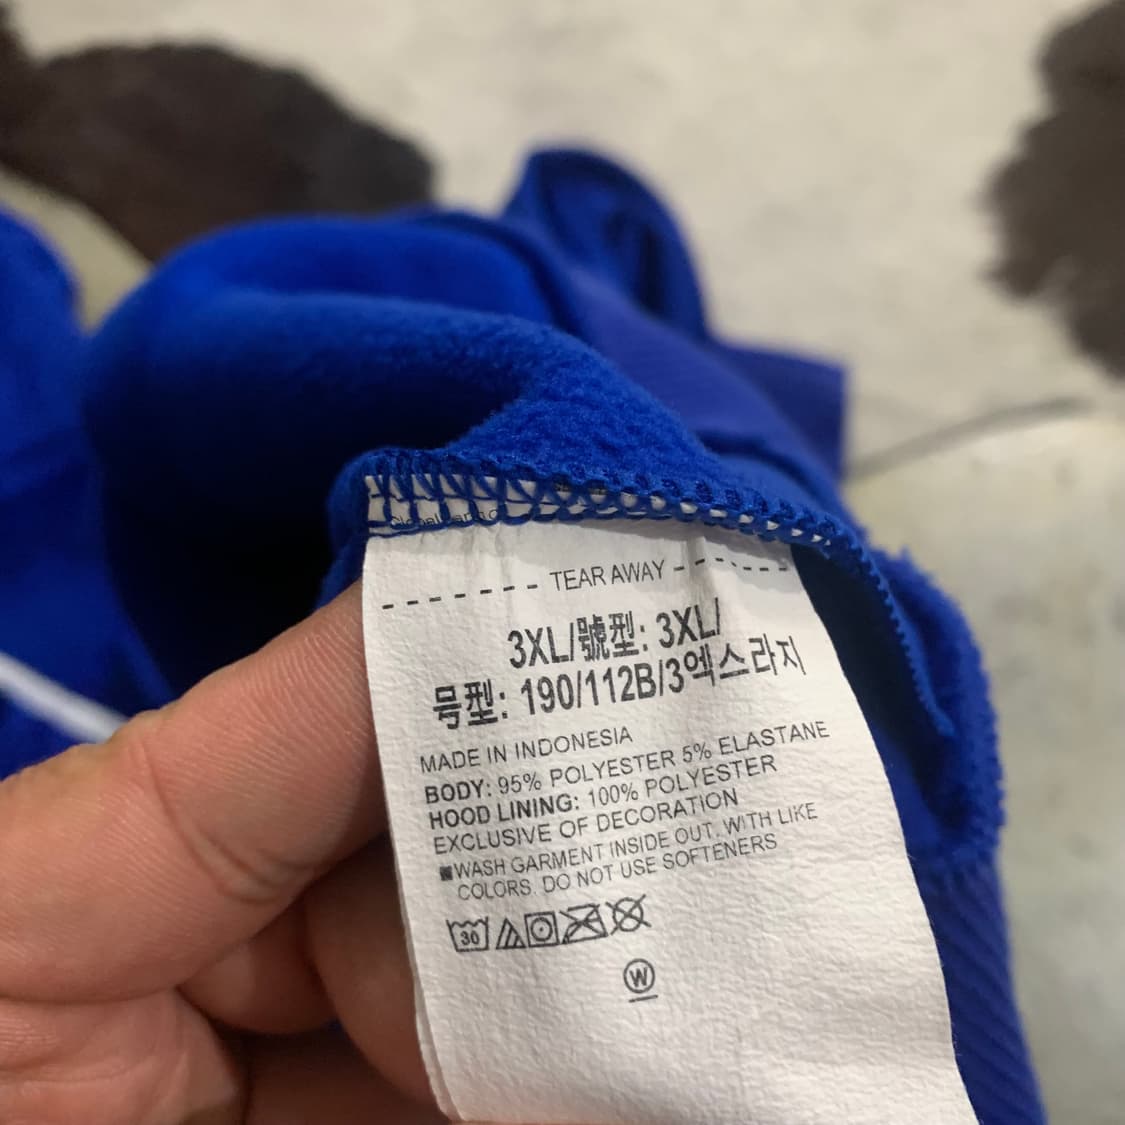 TEAR AWAY
3XL/號型: 3XL/
号型: 190/112B/3엑스라지
MADE IN INDONESIA
BODY: 95% POLYESTER 5% ELASTANE
HOOD LINING: 100% POLYESTER
EXCLUSIVE OF DECORATION
■WASH GARMENT INSIDE OUT. WITH LIKE
COLORS. DO NOT USE SOFTENERS
30
W